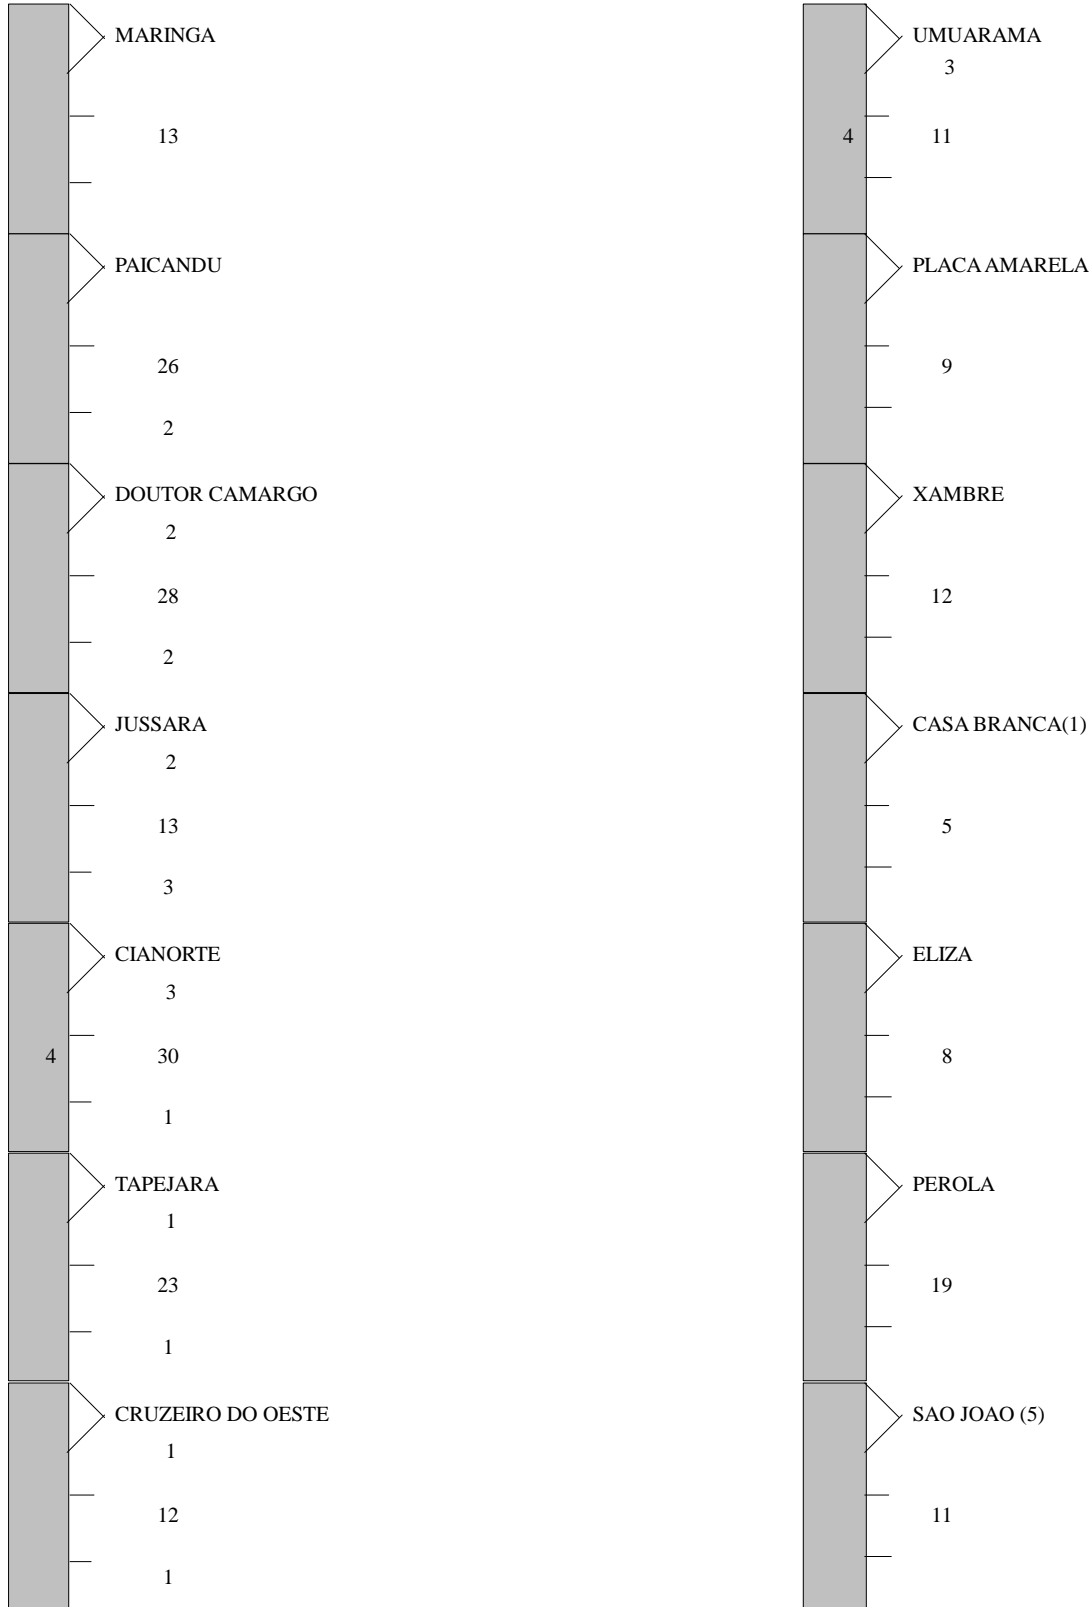 MARINGA
13
PAICANDU
26
2
DOUTOR CAMARGO
2
28
2
JUSSARA
2
13
3
CIANORTE
3
4 30
1
TAPEJARA
1
23
1
CRUZEIRO DO OESTE
1
12
1
UMUARAMA
3
4 11
PLACA AMARELA
9
XAMBRE
12
CASA BRANCA(1)
5
ELIZA
8
PEROLA
19
SAO JOAO (5)
11